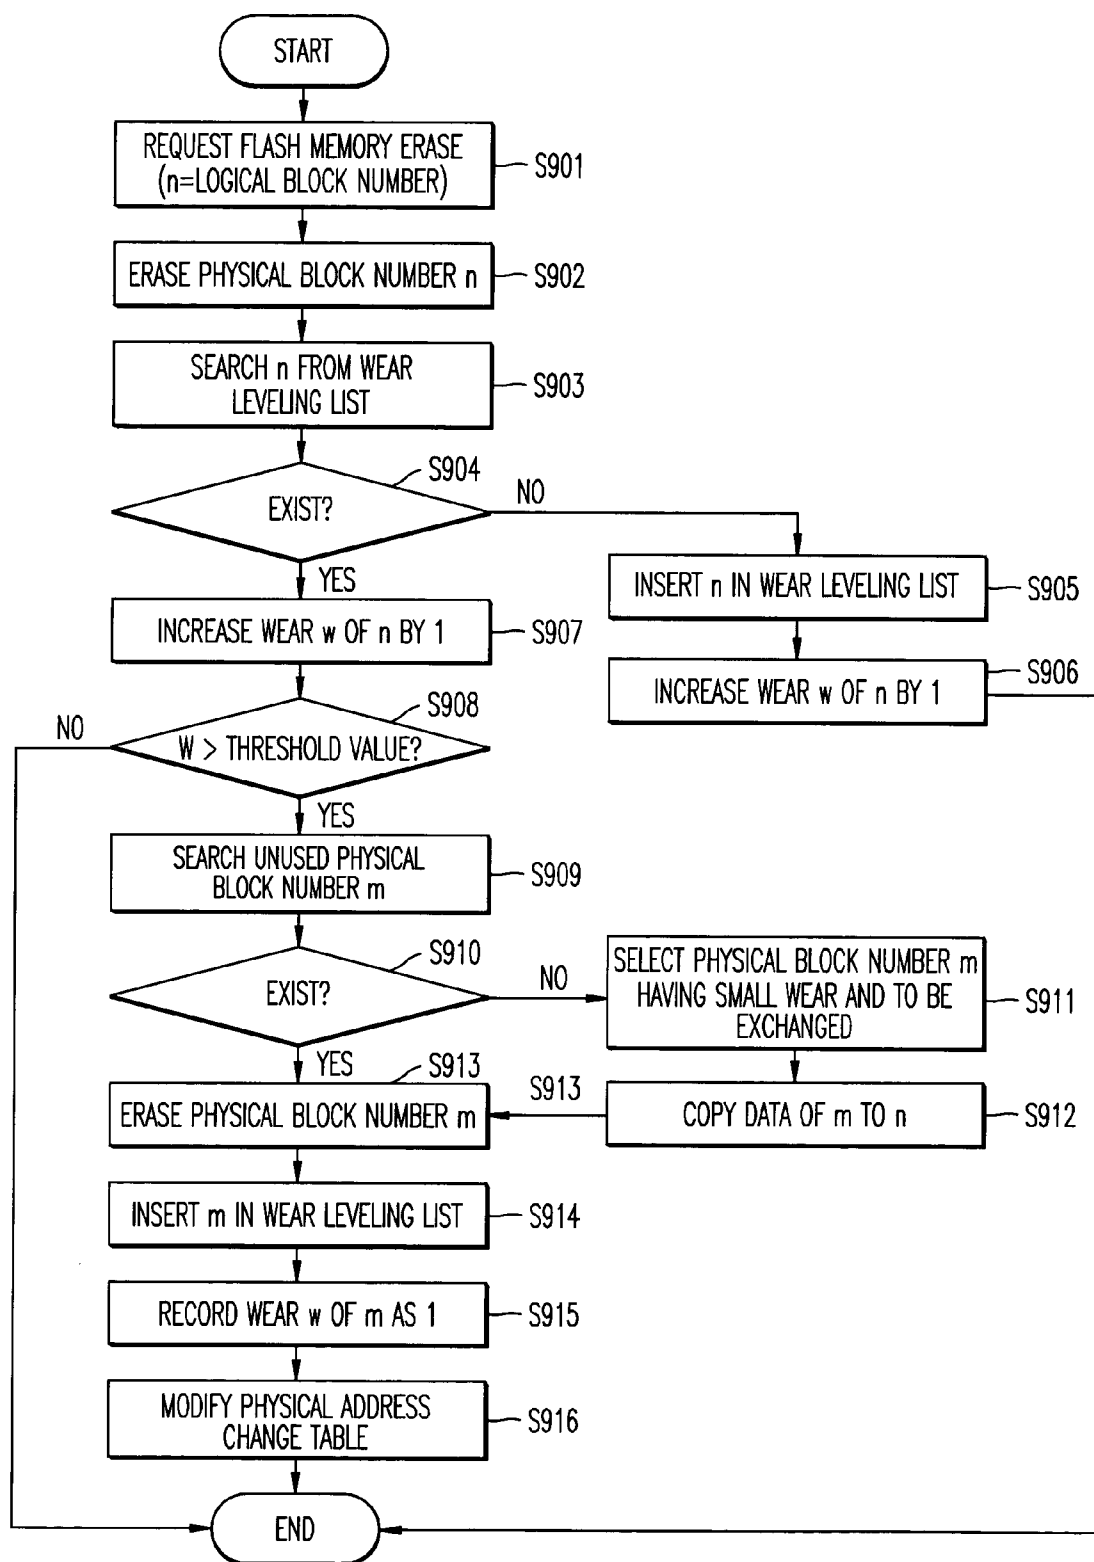 START
REQUEST FLASH MEMORY ERASE
(n=LOGICAL BLOCK NUMBER)
S901
ERASE PHYSICAL BLOCK NUMBER n
S902
SEARCH n FROM WEAR
LEVELING LIST
S903
S904
EXIST?
NO
YES
INSERT n IN WEAR LEVELING LIST
S905
INCREASE WEAR w OF n BY 1
S907
INCREASE WEAR w OF n BY 1
S906
S908
NO
W > THRESHOLD VALUE?
YES
SEARCH UNUSED PHYSICAL
BLOCK NUMBER m
S909
S910
EXIST?
NO
YES
SELECT PHYSICAL BLOCK NUMBER m
HAVING SMALL WEAR AND TO BE
EXCHANGED
S911
S913
ERASE PHYSICAL BLOCK NUMBER m
S913
COPY DATA OF m TO n
S912
INSERT m IN WEAR LEVELING LIST
S914
RECORD WEAR w OF m AS 1
S915
MODIFY PHYSICAL ADDRESS
CHANGE TABLE
S916
END